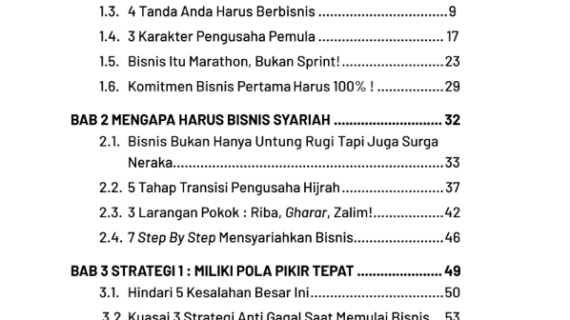 1.3. 4 Tanda Anda Harus Berbisnis ..................................9
1.4. 3 Karakter Pengusaha Pemula .................................. 17
1.5. Bisnis Itu Marathon, Bukan Sprint!...........................23
1.6. Komitmen Bisnis Pertama Harus 100% ! .................29
BAB 2 MENGAPA HARUS BISNIS SYARIAH ............................ 32
2.1. Bisnis Bukan Hanya Untung Rugi Tapi Juga Surga
Neraka.......................................................................33
2.2. 5 Tahap Transisi Pengusaha Hijrah...........................37
2.3. 3 Larangan Pokok : Riba, Gharar, Zalim!...................42
2.4. 7 Step By Step Mensyariahkan Bisnis........................46
BAB 3 STRATEGI 1 : MILIKI POLA PIKIR TEPAT ...................... 49
3.1. Hindari 5 Kesalahan Besar Ini...................................50
3.2. Kuasai 3 Strategi Anti Gagal Saat Memulai Bisnis 53